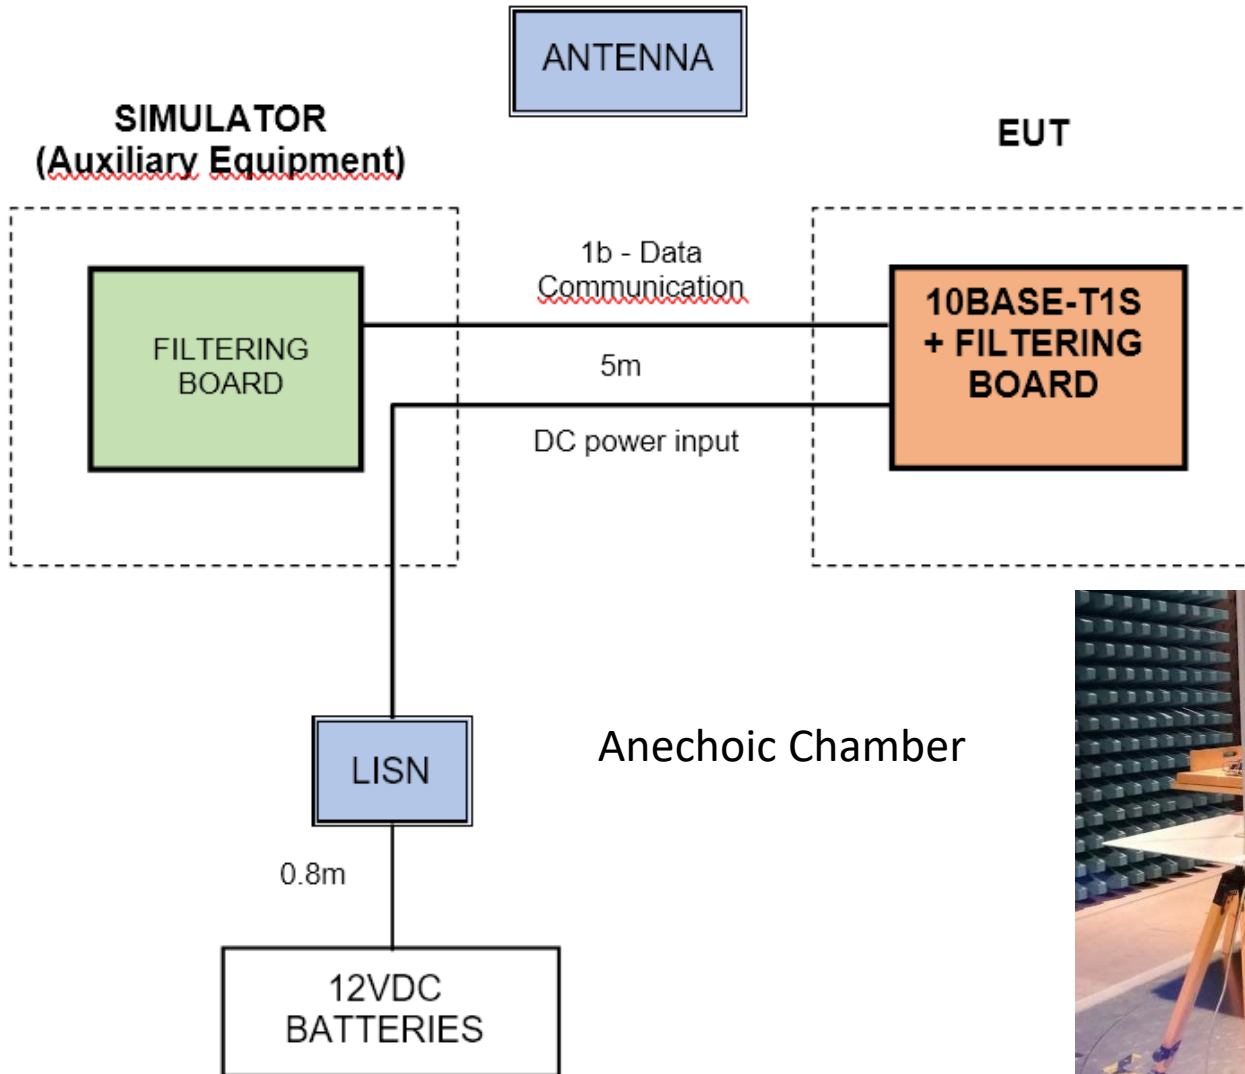 ANTENNA
SIMULATOR
(Auxiliary Equipment)
EUT
1b - Data
Communication
FILTERING
BOARD
10BASE-T1S
+ FILTERING
BOARD
5m
DC power input
LISN
Anechoic Chamber
0.8m
12VDC
BATTERIES